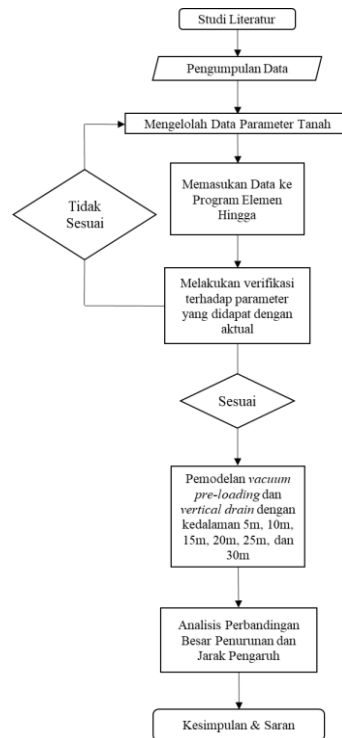 Studi Literatur
Pengumpulan Data
Mengelolah Data Parameter Tanah
Memasukan Data ke
Program Elemen
Hingga
Tidak
Sesuai
Melakukan verifikasi
terhadap parameter
yang didapat dengan
aktual
Sesuai
Pemodelan vacuum
pre-loading dan
vertical drain dengan
kedalaman 5m, 10m,
15m, 20m, 25m, dan
30m
Analisis Perbandingan
Besar Penurunan dan
Jarak Pengaruh
Kesimpulan & Saran